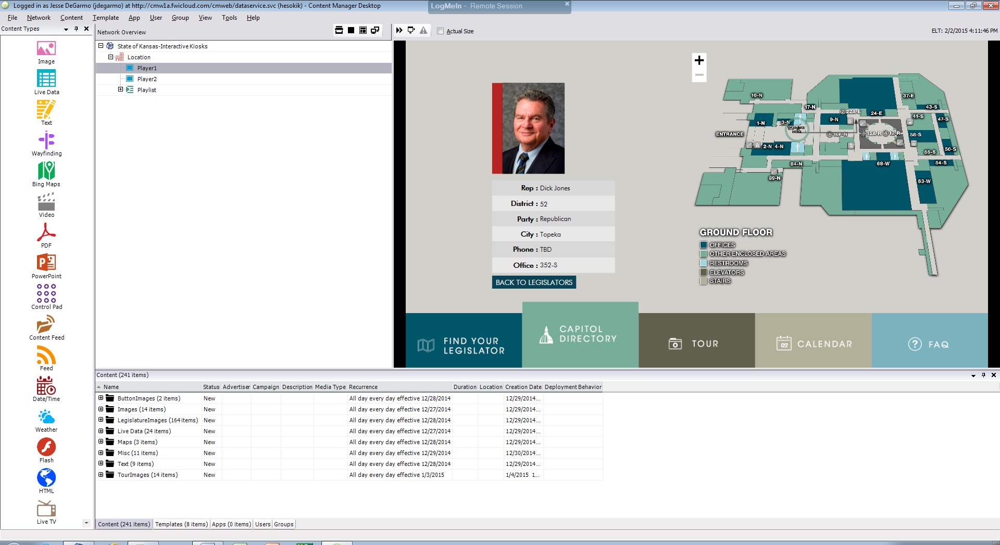 Logged in as Jesse DeGarmo (jdegarmo) at http://cmw1a.fwicloud.com/cmweb/dataservice.svc (hesokik) - Content Manager Desktop
LogMeIn - Remote Session
File Network Content Template App User Group View Tools Help
Content Types
Image
Live Data
Text
Wayfinding
Bing Maps
Video
PDF
PowerPoint
Control Pad
Content Feed
Feed
Date/Time
Weather
Flash
HTML
Live TV
Network Overview
State of Kansas-Interactive Kiosks
Location
Player1
Player2
Playlist
Actual Size
ELT: 2/2/2015 4:11:46 PM
Rep : Dick Jones
District : 52
Party : Republican
City : Topeka
Phone : TBD
Office : 352-S
BACK TO LEGISLATORS
+
16-N
17-N
37-E
43-S
2 22A-E
24-E
41-S
47-S
1-N
3-N
9-N
YOU ARE HERE
ENTRANCE
1 10F-N
3 12A-R
4 12-R
58-S
2-N
4-N
55-S
50-S
84-N
68-W
54-S
89-N
63-W
GROUND FLOOR
OFFICES
OTHER ENCLOSED AREAS
RESTROOMS
ELEVATORS
STAIRS
FIND YOUR
LEGISLATOR
CAPITOL
DIRECTORY
TOUR
02 CALENDAR
? FAQ
Content (241 items)
Name Status Advertiser Campaign Description Media Type Recurrence Duration Location Creation Date Deployment Behavior
ButtonImages (2 items) New All day every day effective 12/28/2014 12/29/2014...
Images (14 items) New All day every day effective 12/27/2014 12/29/2014...
LegislatureImages (164 items) New All day every day effective 12/28/2014 12/29/2014...
Live Data (24 items) New All day every day effective 12/27/2014 12/29/2014...
Maps (3 items) New All day every day effective 12/28/2014 12/29/2014...
Misc (11 items) New All day every day effective 12/29/2014 12/30/2014...
Text (9 items) New All day every day effective 12/28/2014 12/29/2014...
TourImages (14 items) New All day every day effective 1/3/2015 1/4/2015 1...
Content (241 items) Templates (8 items) Apps (0 items) Users Groups